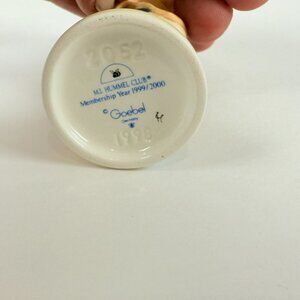 2052
M.I. HUMMEL CLUB®
Membership Year 1999/2000
© Goebel
Germany
1998